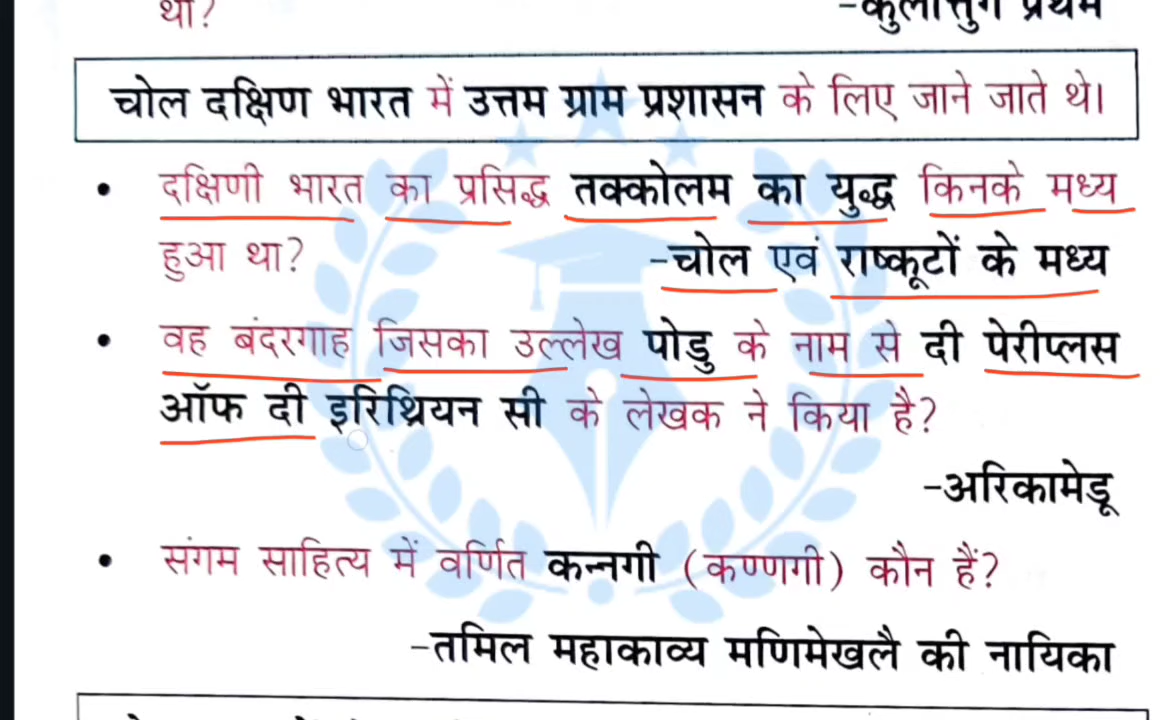 था?
-कुलोत्तुंग प्रथम
चोल दक्षिण भारत में उत्तम ग्राम प्रशासन के लिए जाने जाते थे।
• दक्षिणी भारत का प्रसिद्ध तक्कोलम का युद्ध किनके मध्य
हुआ था? -चोल एवं राष्कूटों के मध्य
• वह बंदरगाह जिसका उल्लेख पोडु के नाम से दी पेरीप्लस
ऑफ दी इरिथ्रियन सी के लेखक ने किया है?
-अरिकामेडू
• संगम साहित्य में वर्णित कन्नगी (कण्णगी) कौन हैं?
-तमिल महाकाव्य मणिमेखलै की नायिका